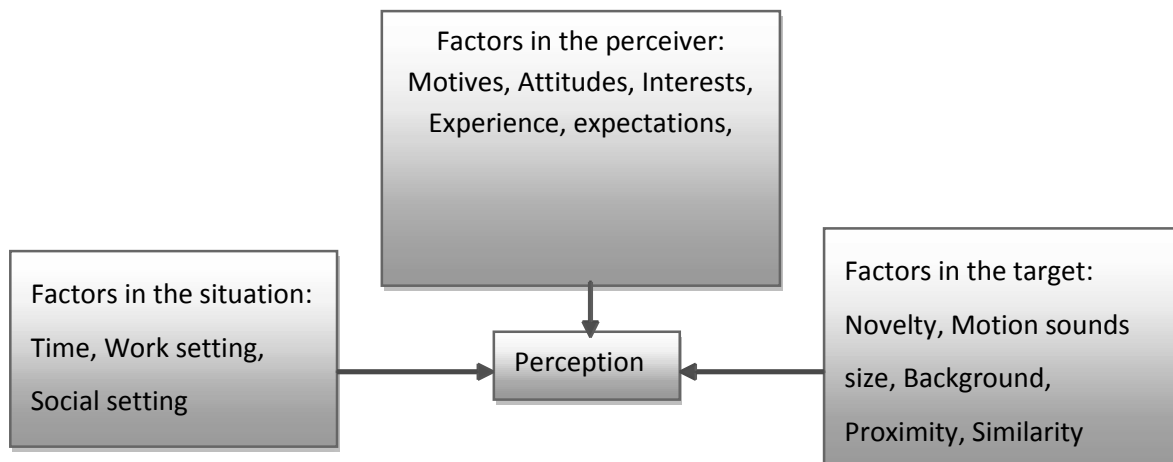 Factors in the perceiver:
Motives, Attitudes, Interests,
Experience, expectations,
Factors in the situation:
Time, Work setting,
Social setting
Perception
Factors in the target:
Novelty, Motion sounds
size, Background,
Proximity, Similarity